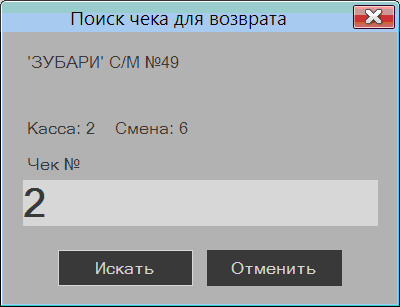 Поиск чека для возврата
'ЗУБАРИ' С/М №49
Касса: 2 Смена: 6
Чек №
2
Искать Отменить